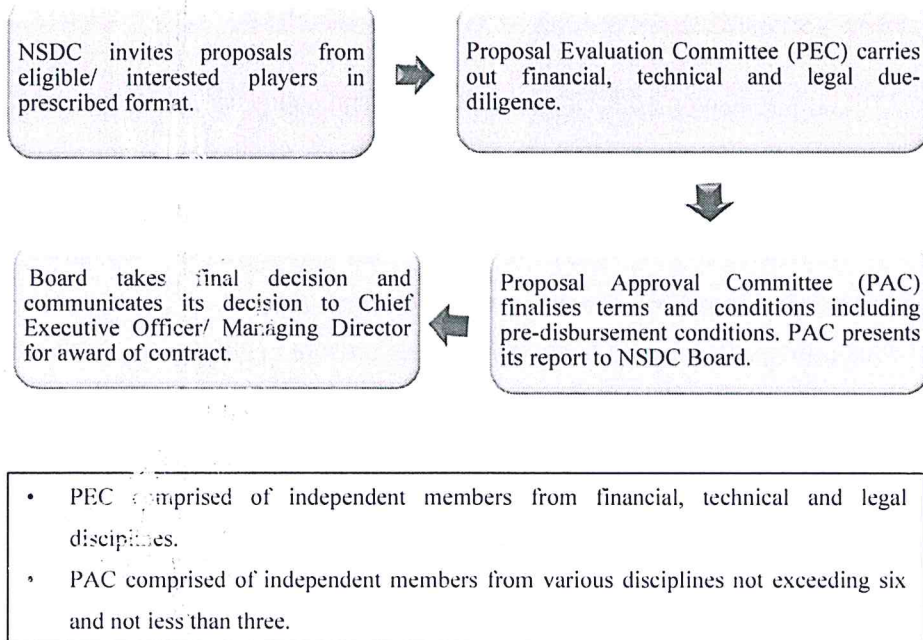 NSDC invites proposals from
eligible/ interested players in
prescribed format.
Proposal Evaluation Committee (PEC) carries
out financial, technical and legal due-
diligence.
Proposal Approval Committee (PAC)
finalises terms and conditions including
pre-disbursement conditions. PAC presents
its report to NSDC Board.
Board takes final decision and
communicates its decision to Chief
Executive Officer/ Managing Director
for award of contract.
• PEC comprised of independent members from financial, technical and legal
disciplines.
• PAC comprised of independent members from various disciplines not exceeding six
and not less than three.